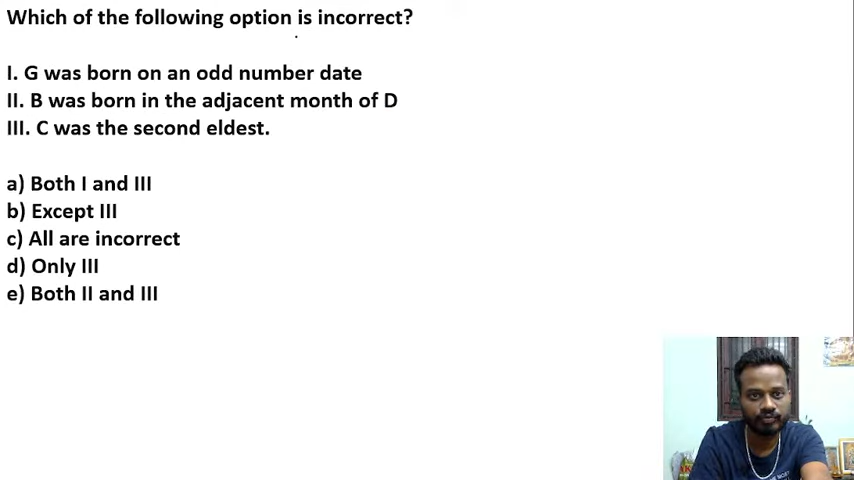 Which of the following option is incorrect?
I. G was born on an odd number date
II. B was born in the adjacent month of D
III. C was the second eldest.
a) Both I and III
b) Except III
c) All are incorrect
d) Only III
e) Both II and III